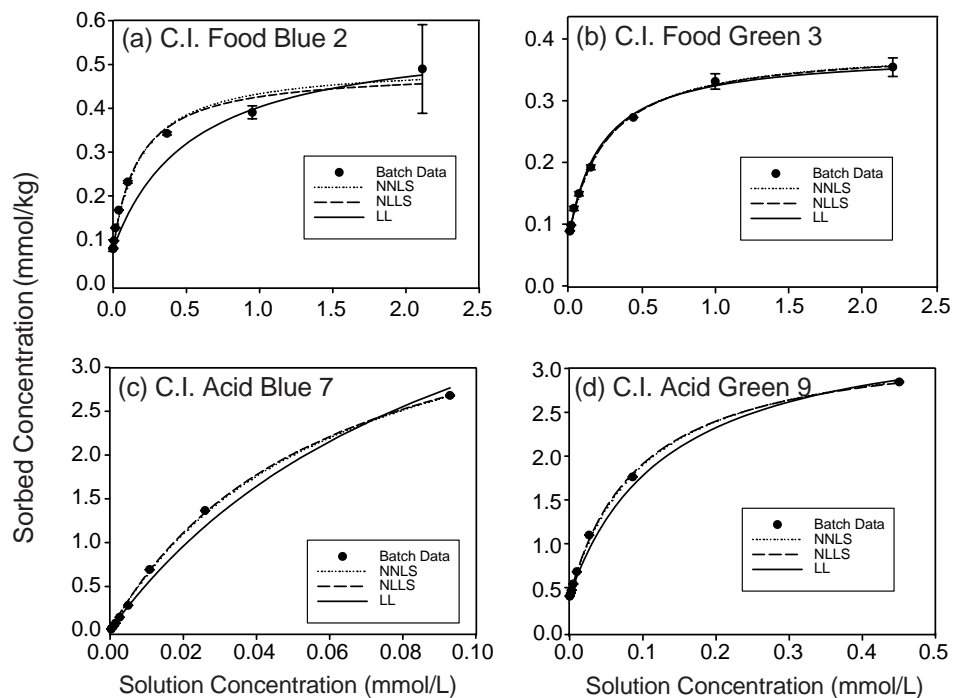 (a) C.I. Food Blue 2
0.6
0.5
0.4
0.3
0.2
0.1
0.0
Batch Data
NNLS
NLLS
LL
0.0 0.5 1.0 1.5 2.0 2.5
(b) C.I. Food Green 3
0.4
0.3
0.2
0.1
0.0
Batch Data
NNLS
NLLS
LL
0.0 0.5 1.0 1.5 2.0 2.5
Sorbed Concentration (mmol/kg)
(c) C.I. Acid Blue 7
3.0
2.5
2.0
1.5
1.0
0.5
0.0
Batch Data
NNLS
NLLS
LL
0.00 0.02 0.04 0.06 0.08 0.10
Solution Concentration (mmol/L)
(d) C.I. Acid Green 9
3.0
2.0
1.0
0.5
0.0
Batch Data
NNLS
NLLS
LL
0.0 0.1 0.2 0.3 0.4 0.5
Solution Concentration (mmol/L)